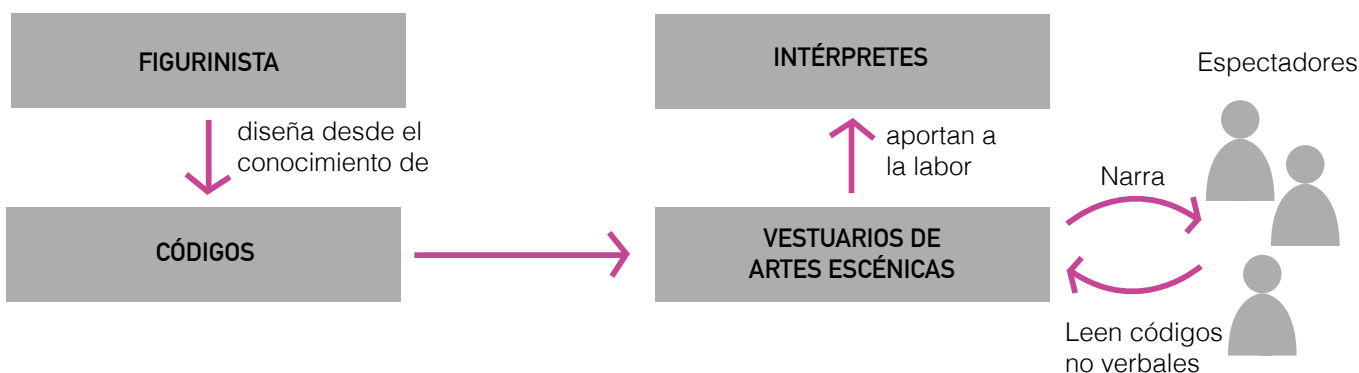 FIGURINISTA
diseña desde el
conocimiento de
CÓDIGOS
INTÉRPRETES
aportan a
la labor
VESTUARIOS DE
ARTES ESCÉNICAS
Espectadores
Narra
Leen códigos
no verbales